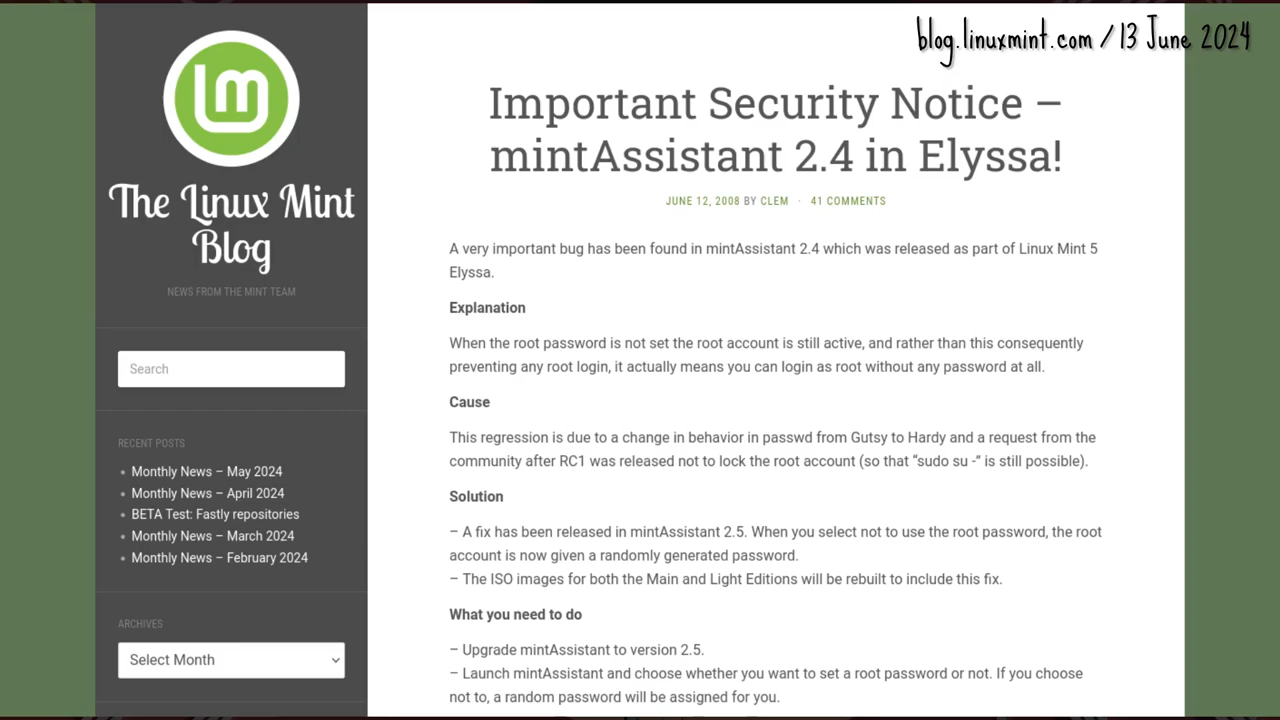 blog.linuxmint.com / 13 June 2024
lm
The Linux Mint
Blog
NEWS FROM THE MINT TEAM
Search
RECENT POSTS
• Monthly News – May 2024
• Monthly News – April 2024
• BETA Test: Fastly repositories
• Monthly News – March 2024
• Monthly News – February 2024
ARCHIVES
Select Month
Important Security Notice –
mintAssistant 2.4 in Elyssa!
JUNE 12, 2008 BY CLEM · 41 COMMENTS
A very important bug has been found in mintAssistant 2.4 which was released as part of Linux Mint 5
Elyssa.
Explanation
When the root password is not set the root account is still active, and rather than this consequently
preventing any root login, it actually means you can login as root without any password at all.
Cause
This regression is due to a change in behavior in passwd from Gutsy to Hardy and a request from the
community after RC1 was released not to lock the root account (so that “sudo su -” is still possible).
Solution
– A fix has been released in mintAssistant 2.5. When you select not to use the root password, the root
account is now given a randomly generated password.
– The ISO images for both the Main and Light Editions will be rebuilt to include this fix.
What you need to do
– Upgrade mintAssistant to version 2.5.
– Launch mintAssistant and choose whether you want to set a root password or not. If you choose
not to, a random password will be assigned for you.